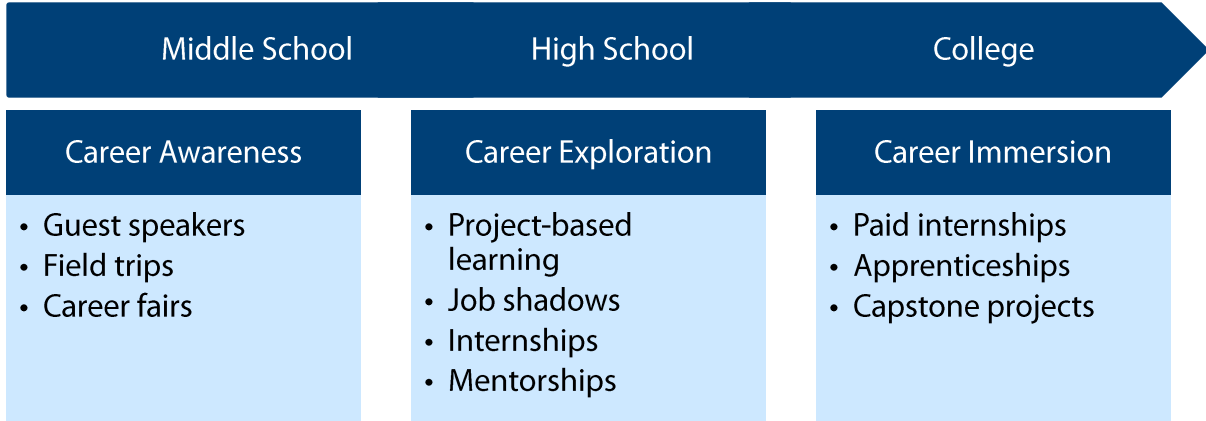 Middle School
High School
College
Career Awareness
• Guest speakers
• Field trips
• Career fairs
Career Exploration
• Project-based
learning
• Job shadows
• Internships
• Mentorships
Career Immersion
• Paid internships
• Apprenticeships
• Capstone projects